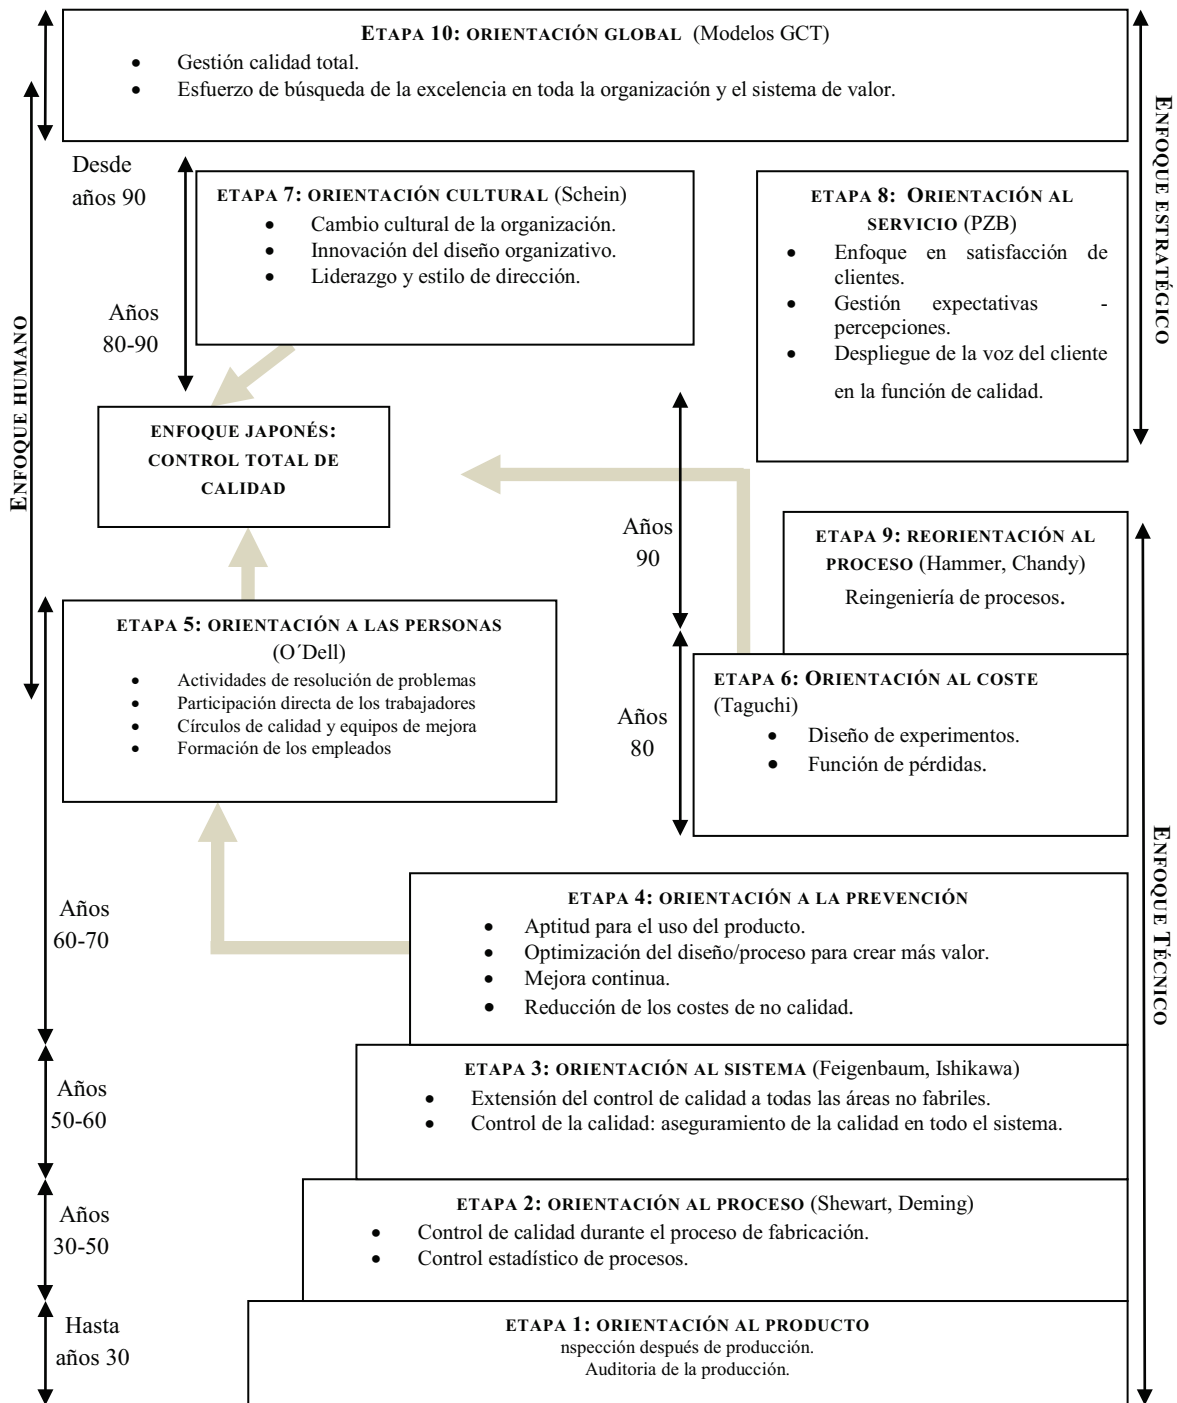 ETAPA 10: ORIENTACIÓN GLOBAL (Modelos GCT)
• Gestión calidad total.
• Esfuerzo de búsqueda de la excelencia en toda la organización y el sistema de valor.
Desde
años 90
ETAPA 7: ORIENTACIÓN CULTURAL (Schein)
• Cambio cultural de la organización.
• Innovación del diseño organizativo.
• Liderazgo y estilo de dirección.
Años
80-90
ETAPA 8: ORIENTACIÓN AL
SERVICIO (PZB)
• Enfoque en satisfacción de
clientes.
• Gestión expectativas -
percepciones.
• Despliegue de la voz del cliente
en la función de calidad.
ENFOQUE ESTRATÉGICO
ENFOQUE HUMANO
ENFOQUE JAPONÉS:
CONTROL TOTAL DE
CALIDAD
Años
90
ETAPA 9: REORIENTACIÓN AL
PROCESO (Hammer, Chandy)
Reingeniería de procesos.
ETAPA 5: ORIENTACIÓN A LAS PERSONAS
(O´Dell)
• Actividades de resolución de problemas
• Participación directa de los trabajadores
• Círculos de calidad y equipos de mejora
• Formación de los empleados
Años
80
ETAPA 6: ORIENTACIÓN AL COSTE
(Taguchi)
• Diseño de experimentos.
• Función de pérdidas.
ENFOQUE TÉCNICO
Años
60-70
ETAPA 4: ORIENTACIÓN A LA PREVENCIÓN
• Aptitud para el uso del producto.
• Optimización del diseño/proceso para crear más valor.
• Mejora continua.
• Reducción de los costes de no calidad.
Años
50-60
ETAPA 3: ORIENTACIÓN AL SISTEMA (Feigenbaum, Ishikawa)
• Extensión del control de calidad a todas las áreas no fabriles.
• Control de la calidad: aseguramiento de la calidad en todo el sistema.
Años
30-50
ETAPA 2: ORIENTACIÓN AL PROCESO (Shewart, Deming)
• Control de calidad durante el proceso de fabricación.
• Control estadístico de procesos.
Hasta
años 30
ETAPA 1: ORIENTACIÓN AL PRODUCTO
nspección después de producción.
Auditoria de la producción.